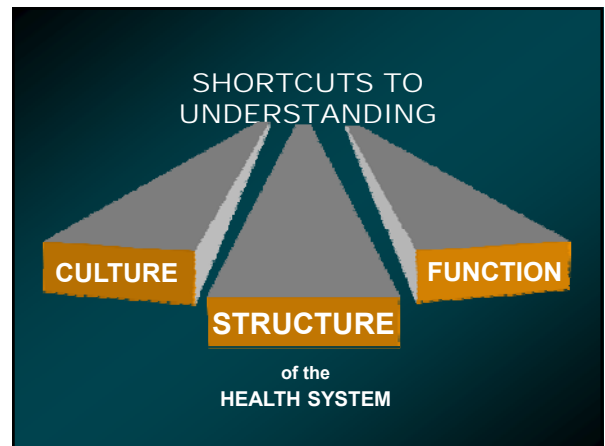 SHORTCUTS TO
UNDERSTANDING
CULTURE
STRUCTURE
FUNCTION
of the
HEALTH SYSTEM